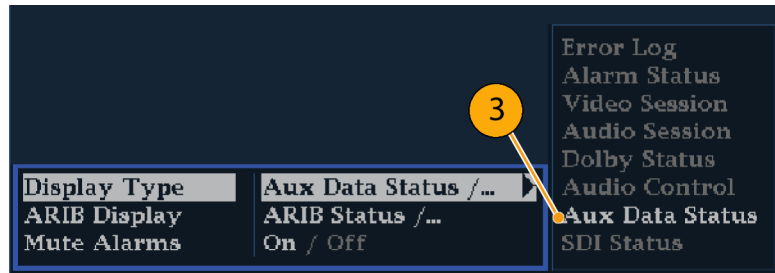 Error Log
Alarm Status
Video Session
3
Audio Session
Dolby Status
Display Type Aux Data Status /... Audio Control
ARIB Display ARIB Status /... Aux Data Status
Mute Alarms On / Off SDI Status